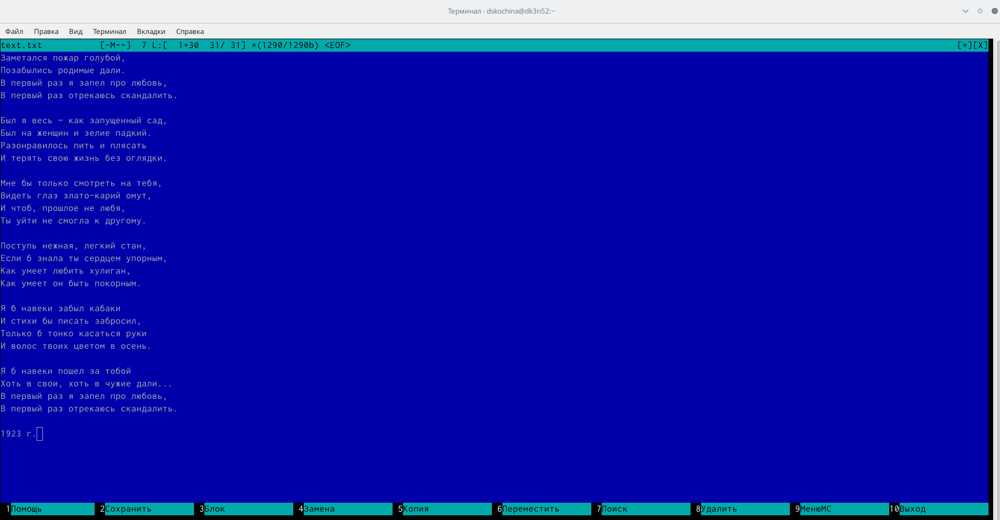 Терминал - dskochina@dk3n52:~
Файл Правка Вид Терминал Вкладки Справка
text.txt [-M--] 7 L:[ 1+30 31/ 31] *(1290/1290b) <EOF> [*][X]
Заметался пожар голубой,
Позабылись родимые дали.
В первый раз я запел про любовь,
В первый раз отрекаюсь скандалить.

Был я весь – как запущенный сад,
Был на женщин и зелие падкий.
Разонравилось пить и плясать
И терять свою жизнь без оглядки.

Мне бы только смотреть на тебя,
Видеть глаз злато-карий омут,
И чтоб, прошлое не любя,
Ты уйти не смогла к другому.

Поступь нежная, легкий стан,
Если б знала ты сердцем упорным,
Как умеет любить хулиган,
Как умеет он быть покорным.

Я б навеки забыл кабаки
И стихи бы писать забросил,
Только б тонко касаться руки
И волос твоих цветом в осень.

Я б навеки пошел за тобой
Хоть в свои, хоть в чужие дали...
В первый раз я запел про любовь,
В первый раз отрекаюсь скандалить.

1923 г.
1Помощь 2Сохранить 3Блок 4Замена 5Копия 6Переместить 7Поиск 8Удалить 9МенюMC 10Выход